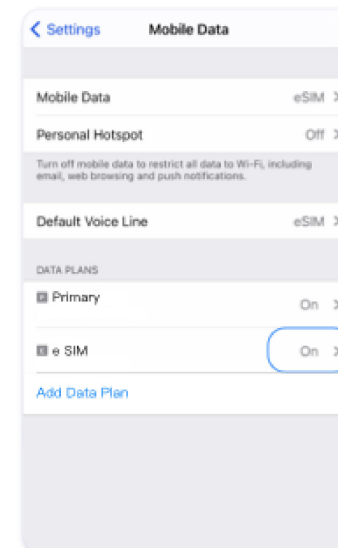 Settings
Mobile Data
Mobile Data eSIM
Personal Hotspot Off
Turn off mobile data to restrict all data to Wi-Fi, including
email, web browsing and push notifications.
Default Voice Line eSIM
DATA PLANS
P Primary On
E e SIM On
Add Data Plan